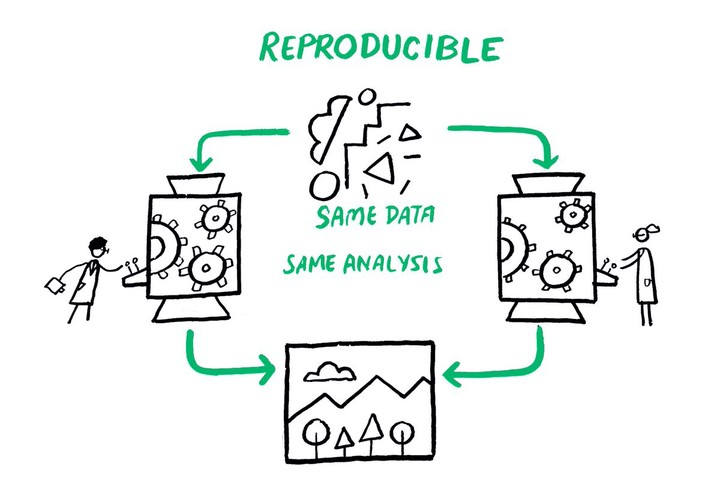 REPRODUCIBLE
SAME DATA
SAME ANALYSIS